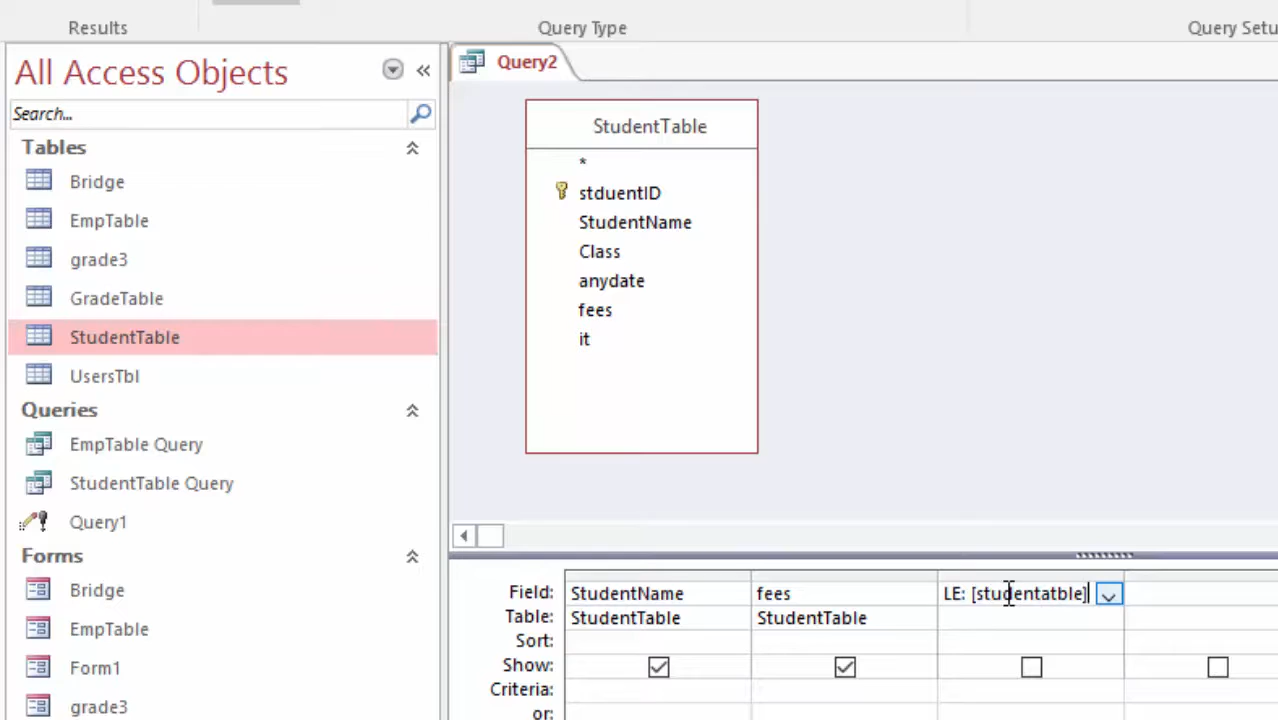 Results
Query Type
Query Setu
All Access Objects
Search...
Tables
Bridge
EmpTable
grade3
GradeTable
StudentTable
UsersTbl
Queries
EmpTable Query
StudentTable Query
Query1
Forms
Bridge
EmpTable
Form1
grade3
Query2
StudentTable
*
stduentID
StudentName
Class
anydate
fees
it
Field: StudentName fees LE: [studentatble]
Table: StudentTable StudentTable
Sort:
Show:
Criteria:
or: